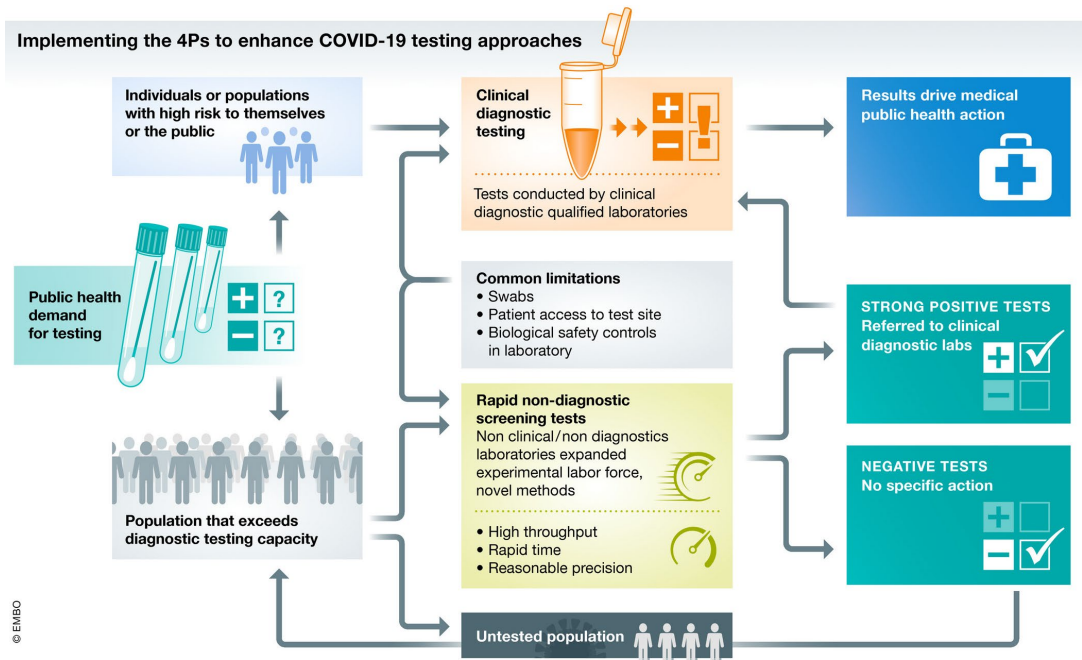 Implementing the 4Ps to enhance COVID-19 testing approaches
Individuals or populations
with high risk to themselves
or the public
Clinical
diagnostic
testing
Tests conducted by clinical
diagnostic qualified laboratories
Results drive medical
public health action
Public health
demand
for testing
+ ?
− ?
Common limitations
• Swabs
• Patient access to test site
• Biological safety controls
in laboratory
STRONG POSITIVE TESTS
Referred to clinical
diagnostic labs
Rapid non-diagnostic
screening tests
Non clinical/non diagnostics
laboratories expanded
experimental labor force,
novel methods
• High throughput
• Rapid time
• Reasonable precision
NEGATIVE TESTS
No specific action
Population that exceeds
diagnostic testing capacity
Untested population
© EMBO